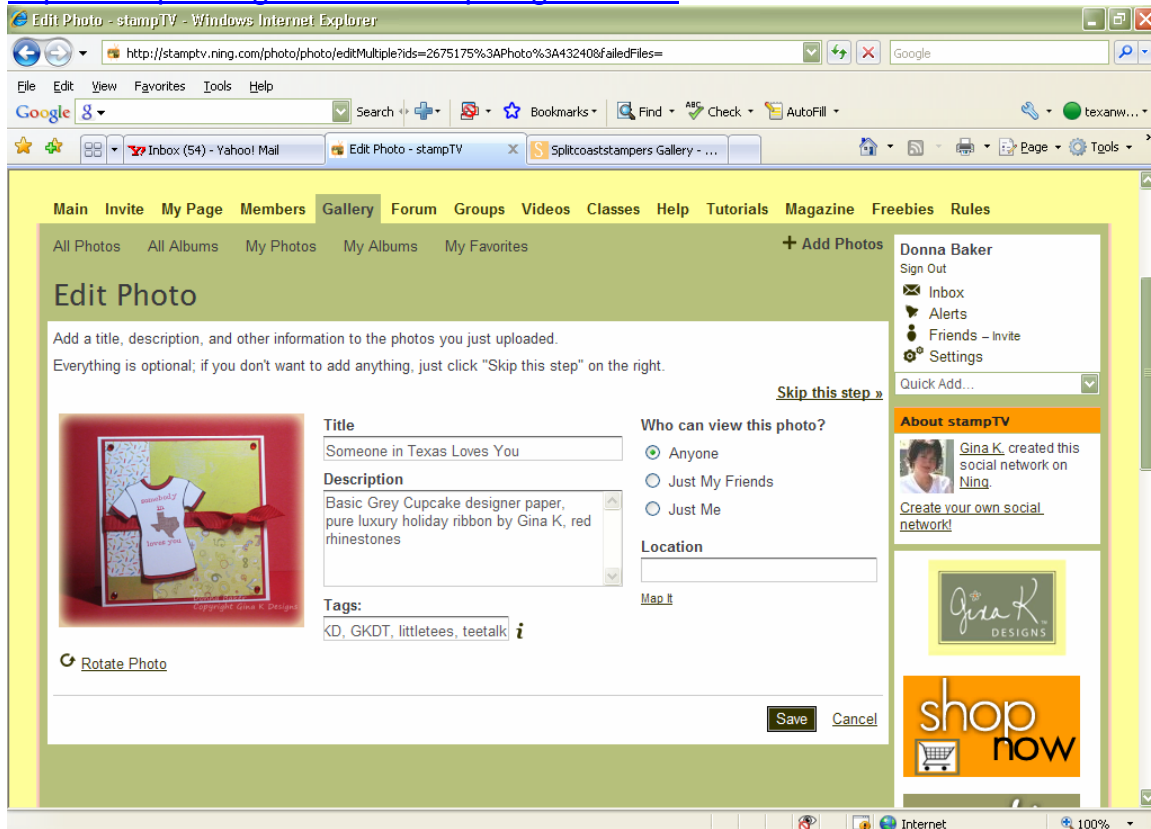 Edit Photo - stampTV - Windows Internet Explorer
http://stamptv.ning.com/photo/photo/editMultiple?ids=2675175%3APhoto%3A43240&failedFiles=
Google
File Edit View Favorites Tools Help
Google Search Bookmarks Find Check AutoFill texanw...
Inbox (54) - Yahoo! Mail Edit Photo - stampTV Splitcoaststampers Gallery - ... Page Tools
Main Invite My Page Members Gallery Forum Groups Videos Classes Help Tutorials Magazine Freebies Rules
All Photos All Albums My Photos My Albums My Favorites + Add Photos
Donna Baker
Sign Out
Inbox
Alerts
Friends – Invite
Settings
Quick Add...
Edit Photo
Add a title, description, and other information to the photos you just uploaded.
Everything is optional; if you don't want to add anything, just click "Skip this step" on the right.
Skip this step »
Title
Someone in Texas Loves You
Description
Basic Grey Cupcake designer paper,
pure luxury holiday ribbon by Gina K, red
rhinestones
Tags:
KD, GKDT, littletees, teetalk i
Who can view this photo?
Anyone
Just My Friends
Just Me
Location
Map It
somebody
in
loves you
Donna Baker
Copyright Gina K Designs
Rotate Photo
Save Cancel
About stampTV
Gina K. created this
social network on
Ning.
Create your own social
network!
Gina K
DESIGNS
shop
now
Internet 100%